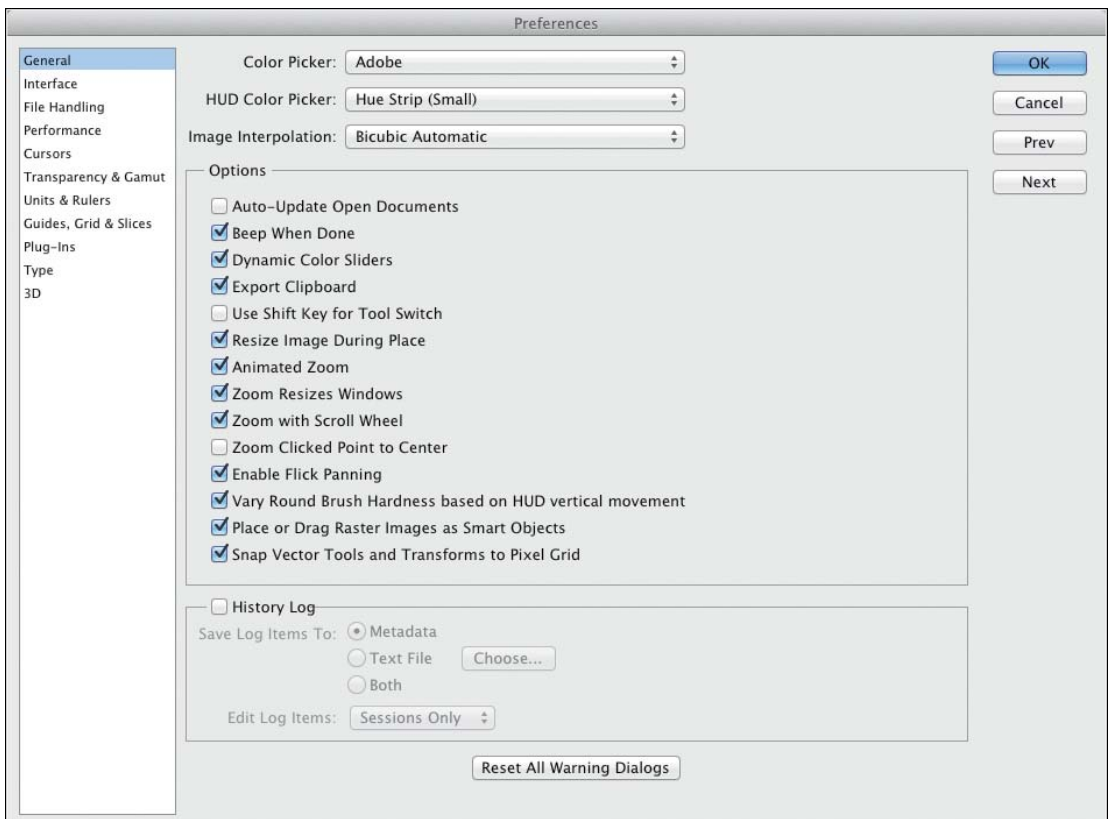 Preferences
General
Interface
File Handling
Performance
Cursors
Transparency & Gamut
Units & Rulers
Guides, Grid & Slices
Plug-Ins
Type
3D
Color Picker: Adobe
HUD Color Picker: Hue Strip (Small)
Image Interpolation: Bicubic Automatic
Options
Auto-Update Open Documents
Beep When Done
Dynamic Color Sliders
Export Clipboard
Use Shift Key for Tool Switch
Resize Image During Place
Animated Zoom
Zoom Resizes Windows
Zoom with Scroll Wheel
Zoom Clicked Point to Center
Enable Flick Panning
Vary Round Brush Hardness based on HUD vertical movement
Place or Drag Raster Images as Smart Objects
Snap Vector Tools and Transforms to Pixel Grid
History Log
Save Log Items To: Metadata
Text File Choose...
Both
Edit Log Items: Sessions Only
Reset All Warning Dialogs
OK
Cancel
Prev
Next